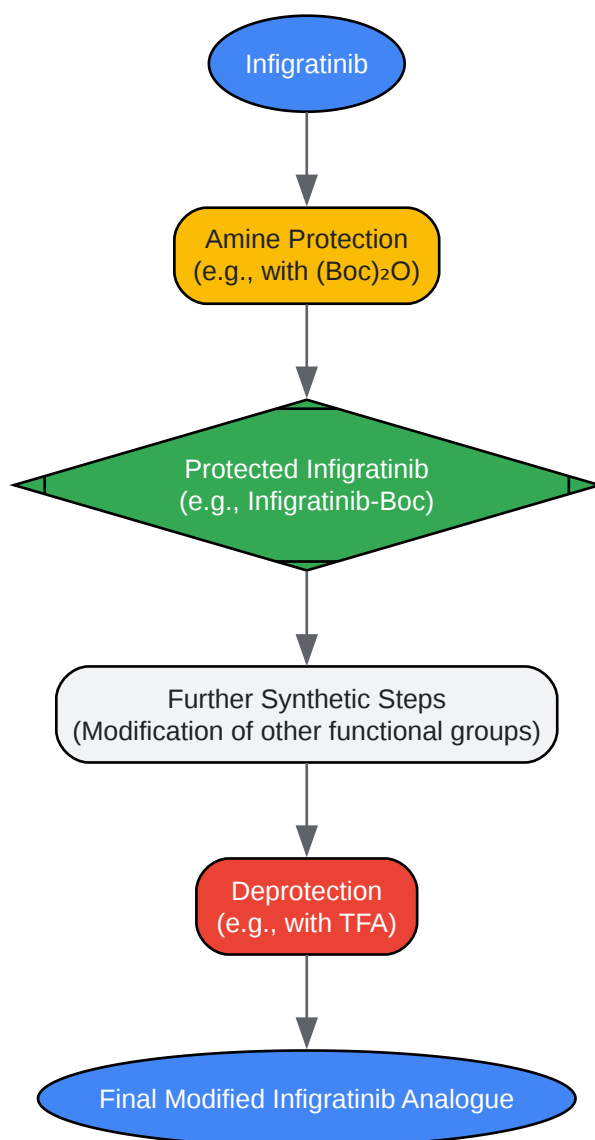 Infigratinib
Amine Protection
(e.g., with (Boc)₂O)
Protected Infigratinib
(e.g., Infigratinib-Boc)
Further Synthetic Steps
(Modification of other functional groups)
Deprotection
(e.g., with TFA)
Final Modified Infigratinib Analogue